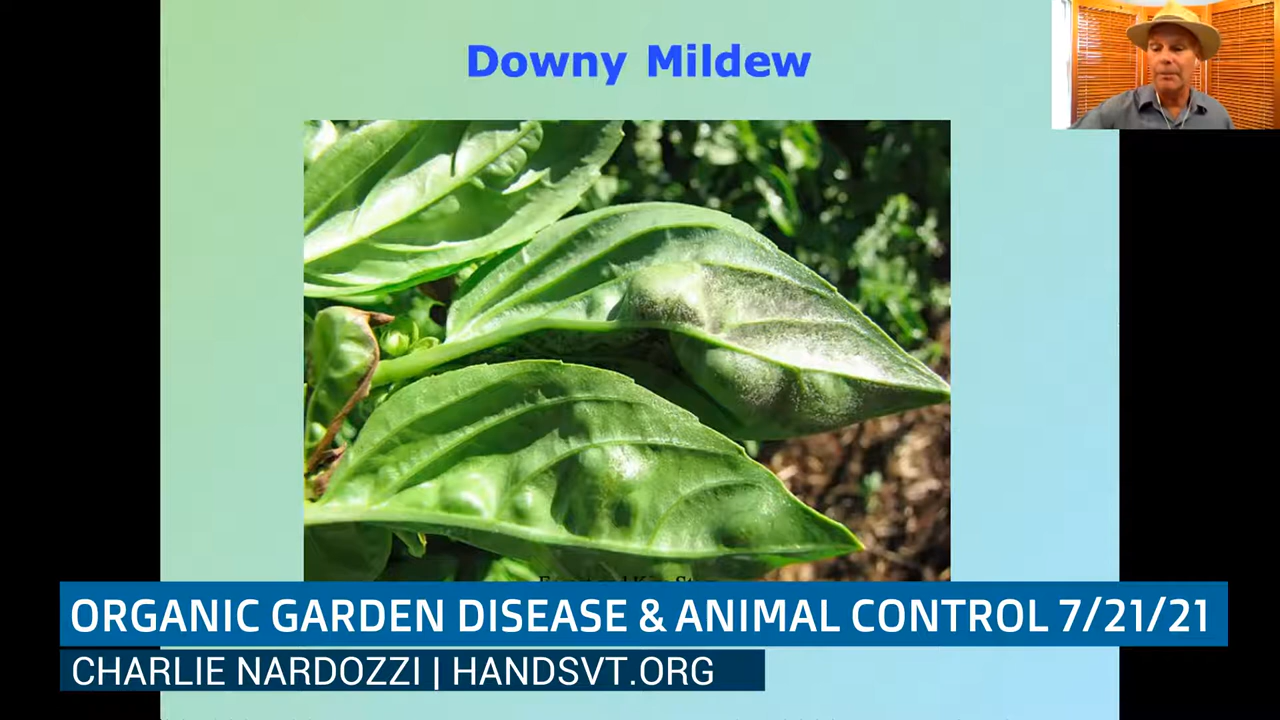 Downy Mildew
ORGANIC GARDEN DISEASE & ANIMAL CONTROL 7/21/21
CHARLIE NARDOZZI | HANDSVT.ORG